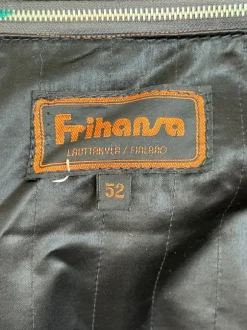 Frihansa
LAUTTAKYLÄ / FINLAND
52